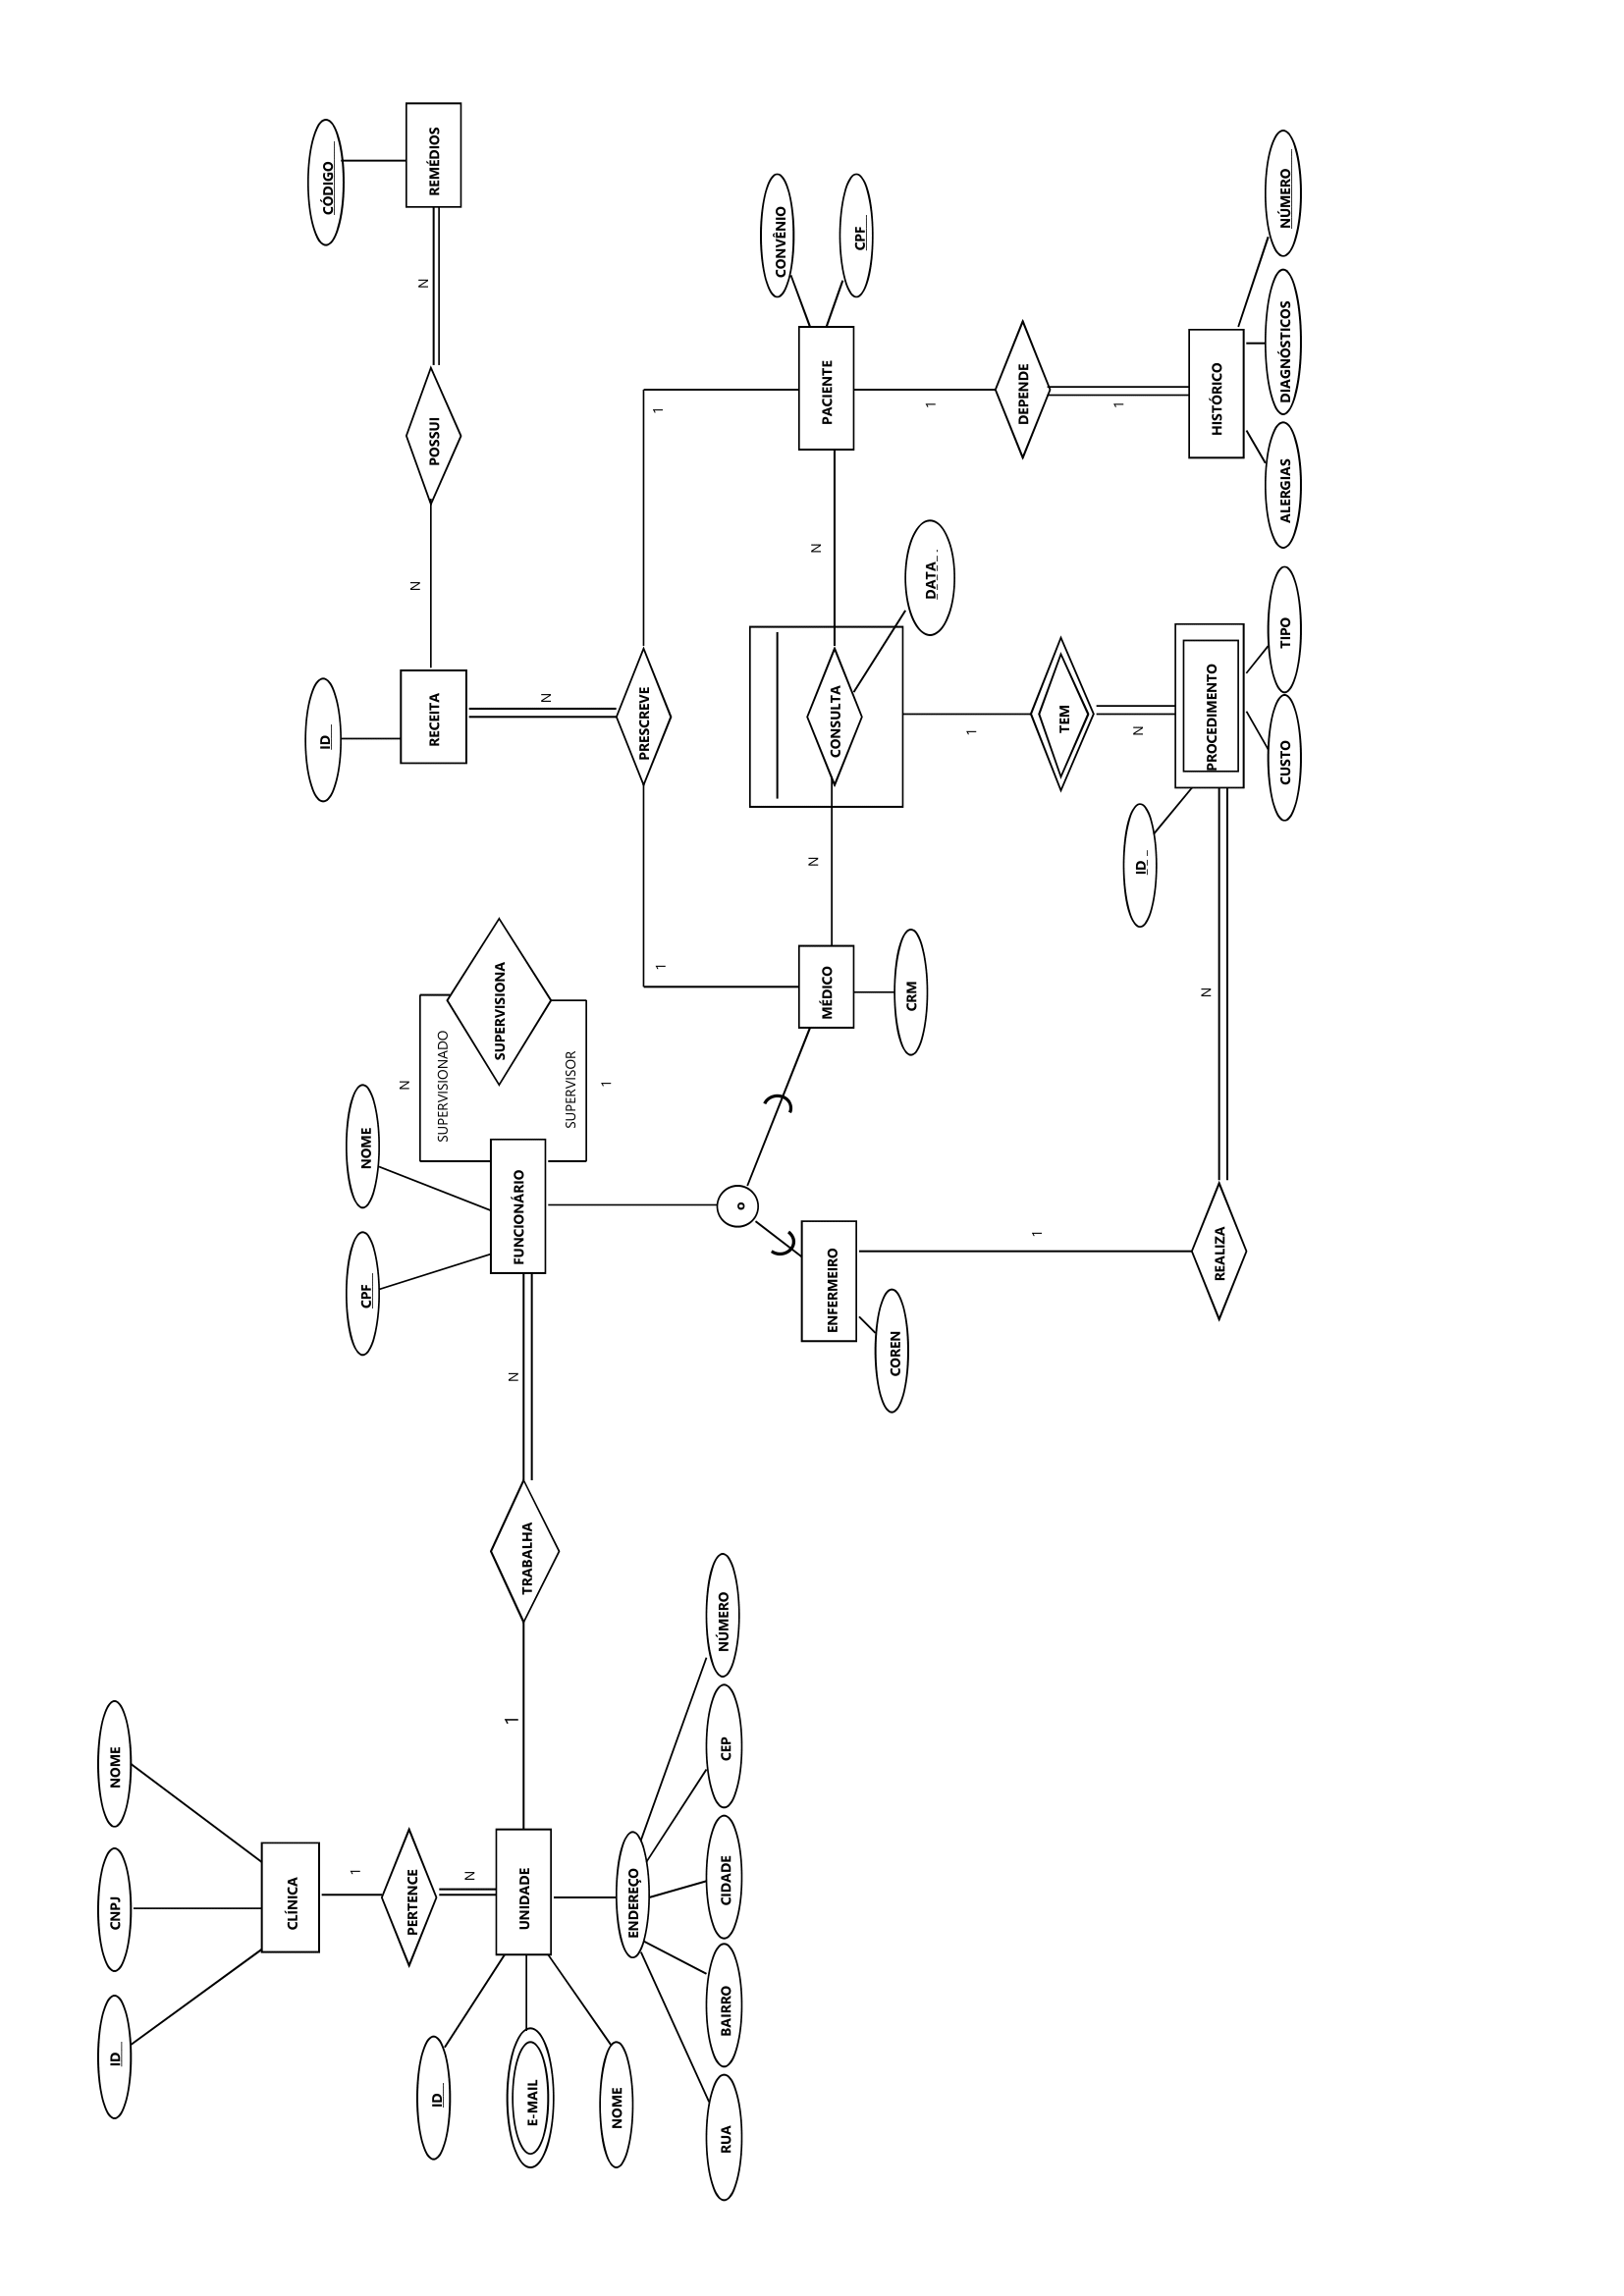 ID
CNPJ
NOME
CLÍNICA
ID
CÓDIGO
1
CPF
NOME
N
PERTENCE
N
N
ID
SUPERVISIONADO
RECEITA
POSSUI
REMÉDIOS
N
SUPERVISIONA
1
N
E-MAIL
UNIDADE
TRABALHA
FUNCIONÁRIO
N
SUPERVISOR
1
NOME
ENDEREÇO
PRESCREVE
1
1
RUA
BAIRRO
CIDADE
CEP
NÚMERO
o
CONVÊNIO
N
N
ENFERMEIRO
MÉDICO
CONSULTA
PACIENTE
CPF
COREN
CRM
DATA
1
1
DEPENDE
1
TEM
1
N
ID
N
REALIZA
PROCEDIMENTO
HISTÓRICO
CUSTO
TIPO
ALERGIAS
DIAGNÓSTICOS
NÚMERO